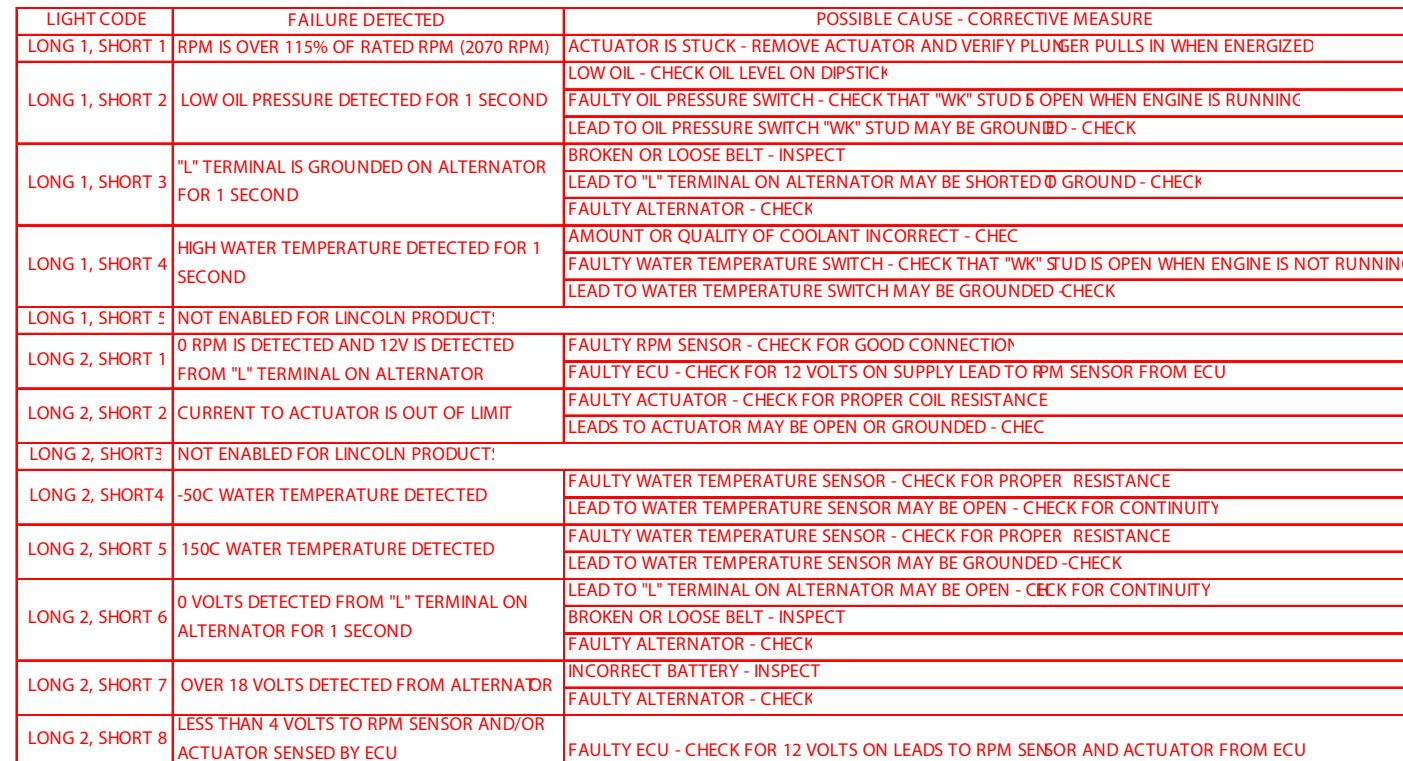 LIGHT CODE FAILURE DETECTED POSSIBLE CAUSE - CORRECTIVE MEASURE
LONG 1, SHORT 1 RPM IS OVER 115% OF RATED RPM (2070 RPM) ACTUATOR IS STUCK - REMOVE ACTUATOR AND VERIFY PLUNGER PULLS IN WHEN ENERGIZED
LONG 1, SHORT 2 LOW OIL PRESSURE DETECTED FOR 1 SECOND
LOW OIL - CHECK OIL LEVEL ON DIPSTICK
FAULTY OIL PRESSURE SWITCH - CHECK THAT "WK" STUD IS OPEN WHEN ENGINE IS RUNNING
LEAD TO OIL PRESSURE SWITCH "WK" STUD MAY BE GROUNDED - CHECK
LONG 1, SHORT 3
"L" TERMINAL IS GROUNDED ON ALTERNATOR
FOR 1 SECOND
BROKEN OR LOOSE BELT - INSPECT
LEAD TO "L" TERMINAL ON ALTERNATOR MAY BE SHORTED TO GROUND - CHECK
FAULTY ALTERNATOR - CHECK
LONG 1, SHORT 4
HIGH WATER TEMPERATURE DETECTED FOR 1
SECOND
AMOUNT OR QUALITY OF COOLANT INCORRECT - CHEC
FAULTY WATER TEMPERATURE SWITCH - CHECK THAT "WK" STUD IS OPEN WHEN ENGINE IS NOT RUNNING
LEAD TO WATER TEMPERATURE SWITCH MAY BE GROUNDED -CHECK
LONG 1, SHORT 5 NOT ENABLED FOR LINCOLN PRODUCTS
LONG 2, SHORT 1
0 RPM IS DETECTED AND 12V IS DETECTED
FROM "L" TERMINAL ON ALTERNATOR
FAULTY RPM SENSOR - CHECK FOR GOOD CONNECTION
FAULTY ECU - CHECK FOR 12 VOLTS ON SUPPLY LEAD TO RPM SENSOR FROM ECU
LONG 2, SHORT 2 CURRENT TO ACTUATOR IS OUT OF LIMIT
FAULTY ACTUATOR - CHECK FOR PROPER COIL RESISTANCE
LEADS TO ACTUATOR MAY BE OPEN OR GROUNDED - CHEC
LONG 2, SHORT3 NOT ENABLED FOR LINCOLN PRODUCTS
LONG 2, SHORT4 -50C WATER TEMPERATURE DETECTED
FAULTY WATER TEMPERATURE SENSOR - CHECK FOR PROPER RESISTANCE
LEAD TO WATER TEMPERATURE SENSOR MAY BE OPEN - CHECK FOR CONTINUITY
LONG 2, SHORT 5 150C WATER TEMPERATURE DETECTED
FAULTY WATER TEMPERATURE SENSOR - CHECK FOR PROPER RESISTANCE
LEAD TO WATER TEMPERATURE SENSOR MAY BE GROUNDED -CHECK
LONG 2, SHORT 6
0 VOLTS DETECTED FROM "L" TERMINAL ON
ALTERNATOR FOR 1 SECOND
LEAD TO "L" TERMINAL ON ALTERNATOR MAY BE OPEN - CHECK FOR CONTINUITY
BROKEN OR LOOSE BELT - INSPECT
FAULTY ALTERNATOR - CHECK
LONG 2, SHORT 7 OVER 18 VOLTS DETECTED FROM ALTERNATOR
INCORRECT BATTERY - INSPECT
FAULTY ALTERNATOR - CHECK
LONG 2, SHORT 8
LESS THAN 4 VOLTS TO RPM SENSOR AND/OR
ACTUATOR SENSED BY ECU
FAULTY ECU - CHECK FOR 12 VOLTS ON LEADS TO RPM SENSOR AND ACTUATOR FROM ECU